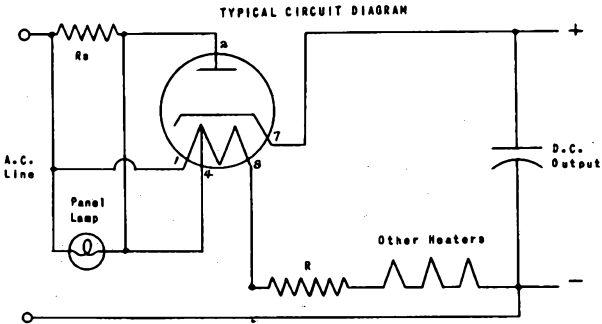 TYPICAL CIRCUIT DIAGRAM
Rs
2
+
7
A.C.
Line
1
4
8
D.C.
Output
Panel
Lamp
Other Heaters
R
−